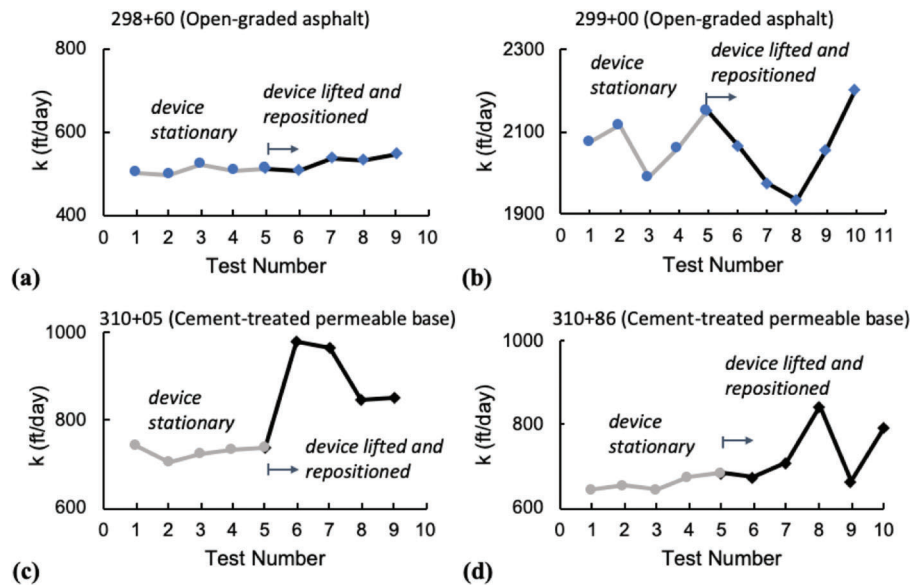 298+60 (Open-graded asphalt)
800
600
400
k (ft/day)
device
stationary
device lifted and
repositioned
0 1 2 3 4 5 6 7 8 9 10
Test Number
(a)
299+00 (Open-graded asphalt)
2300
2100
1900
k (ft/day)
device
stationary
device lifted and
repositioned
0 1 2 3 4 5 6 7 8 9 10 11
Test Number
(b)
310+05 (Cement-treated permeable base)
1000
800
600
k (ft/day)
device
stationary
device lifted and
repositioned
0 1 2 3 4 5 6 7 8 9 10
Test Number
(c)
310+86 (Cement-treated permeable base)
1000
800
600
k (ft/day)
device
stationary
device lifted and
repositioned
0 1 2 3 4 5 6 7 8 9 10
Test Number
(d)